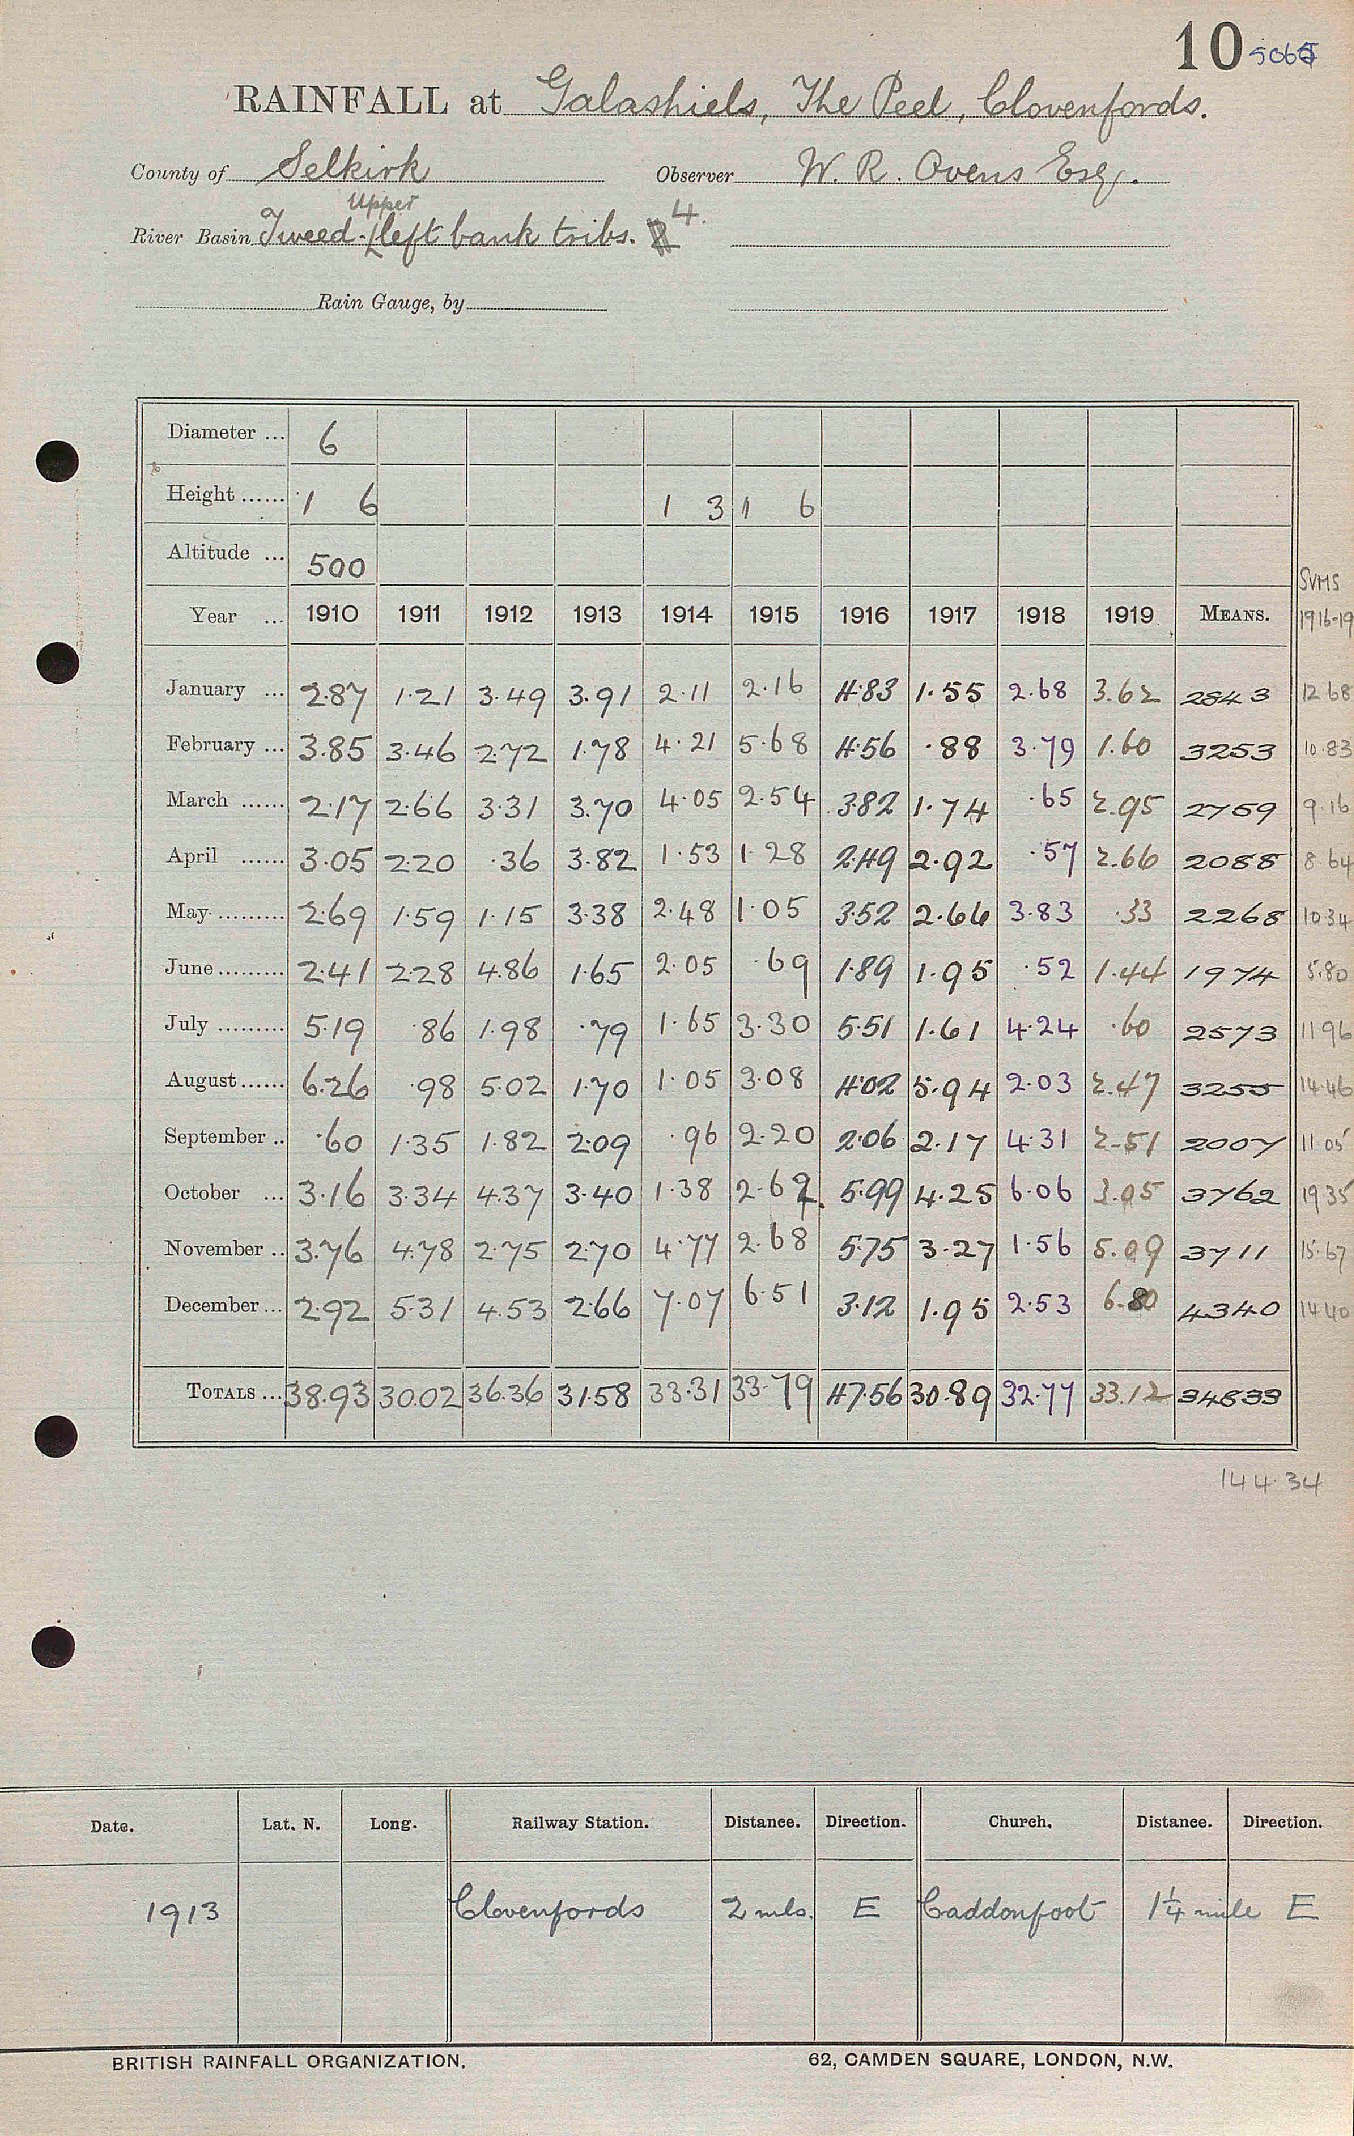 10 5065
RAINFALL at Galashiels, The Peel, Clovenfords.
County of Selkirk Observer W. R. Ovens Esq.
Upper
River Basin Tweed-left bank tribs. 4.
Rain Gauge, by
Diameter ... 6
Height ...... 1 6 1 3 1 6
Altitude ... 500
SUMS
Year ... 1910 1911 1912 1913 1914 1915 1916 1917 1918 1919 MEANS. 1916-19
January ... 2.87 1.21 3.49 3.91 2.11 2.16 4.83 1.55 2.68 3.62 2843 12.68
February ... 3.85 3.46 2.72 1.78 4.21 5.68 4.56 .88 3.79 1.60 3253 10.83
March ...... 2.17 2.66 3.31 3.70 4.05 2.54 3.82 1.74 .65 2.95 2759 9.16
April ...... 3.05 2.20 .36 3.82 1.53 1.28 2.49 2.92 .57 2.66 2088 8.64
May .......... 2.69 1.59 1.15 3.38 2.48 1.05 3.52 2.66 3.83 .33 2268 10.34
June ......... 2.41 2.28 4.86 1.65 2.05 .69 1.89 1.95 .52 1.44 1974 5.80
July ......... 5.19 .86 1.98 .79 1.65 3.30 5.51 1.61 4.24 .60 2573 11.96
August ...... 6.26 .98 5.02 1.70 1.05 3.08 4.02 5.94 2.03 2.47 3255 14.46
September .. .60 1.35 1.82 2.09 .96 2.20 2.06 2.17 4.31 2.51 2007 11.05
October ... 3.16 3.34 4.37 3.40 1.38 2.62 5.99 4.25 6.06 3.05 3762 19.35
November .. 3.76 4.78 2.75 2.70 4.77 2.68 5.75 3.27 1.56 5.09 3711 15.67
December ... 2.92 5.31 4.53 2.66 7.07 6.51 3.12 1.95 2.53 6.80 4340 14.40
TOTALS ... 38.93 30.02 36.36 31.58 33.31 33.79 47.56 30.89 32.77 33.12 34833
144.34
Date. Lat. N. Long. Railway Station. Distance. Direction. Church. Distance. Direction.
1913 Clovenfords 2 mls. E Caddonfoot 1¼ mile E
BRITISH RAINFALL ORGANIZATION. 62, CAMDEN SQUARE, LONDON, N.W.